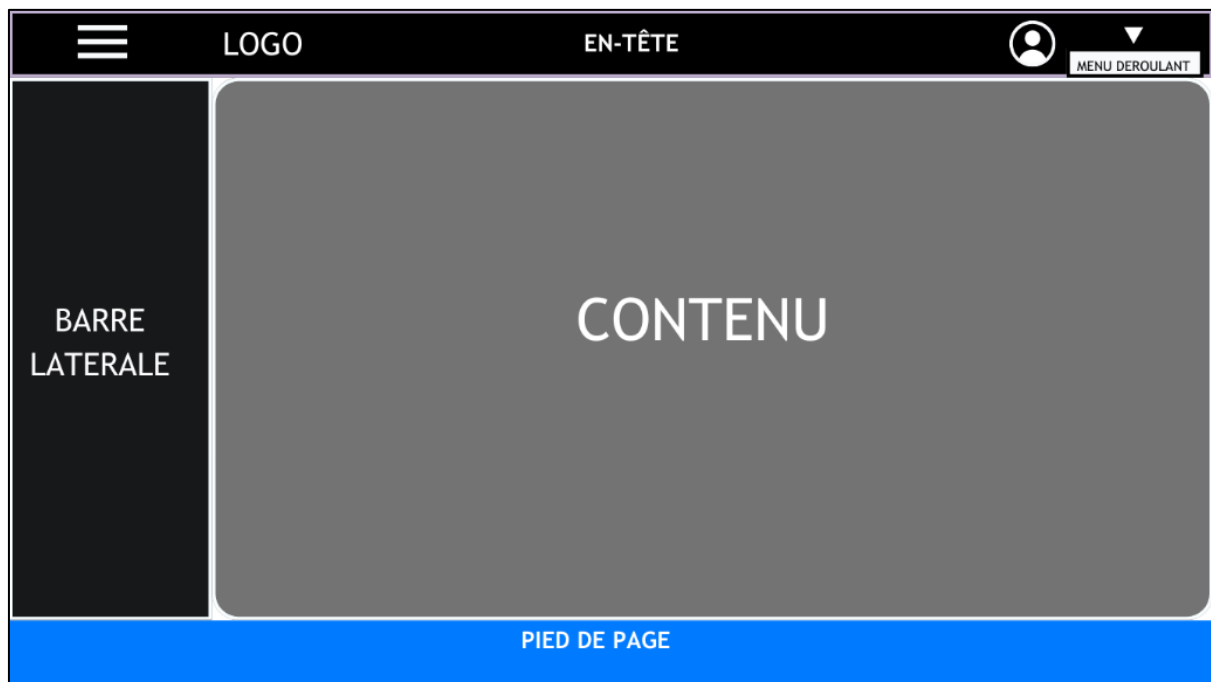 LOGO
EN-TÊTE
MENU DEROULANT
BARRE
LATERALE
CONTENU
PIED DE PAGE